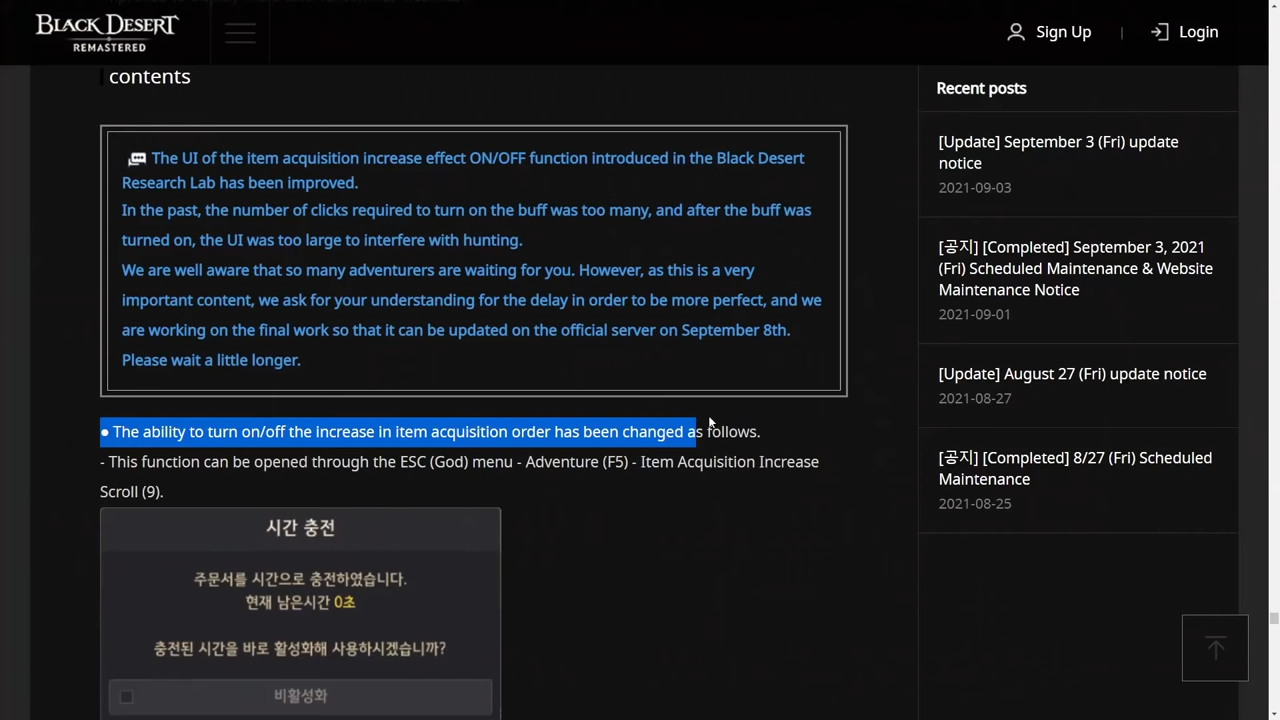 BLACK DESERT
REMASTERED
Sign Up
|
Login
contents
The UI of the item acquisition increase effect ON/OFF function introduced in the Black Desert
Research Lab has been improved.
In the past, the number of clicks required to turn on the buff was too many, and after the buff was
turned on, the UI was too large to interfere with hunting.
We are well aware that so many adventurers are waiting for you. However, as this is a very
important content, we ask for your understanding for the delay in order to be more perfect, and we
are working on the final work so that it can be updated on the official server on September 8th.
Please wait a little longer.
● The ability to turn on/off the increase in item acquisition order has been changed as follows.
- This function can be opened through the ESC (God) menu - Adventure (F5) - Item Acquisition Increase
Scroll (9).
시간 충전
주문서를 시간으로 충전하였습니다.
현재 남은시간 0초
충전된 시간을 바로 활성화해 사용하시겠습니까?
비활성화
Recent posts
[Update] September 3 (Fri) update
notice
2021-09-03
[공지] [Completed] September 3, 2021
(Fri) Scheduled Maintenance & Website
Maintenance Notice
2021-09-01
[Update] August 27 (Fri) update notice
2021-08-27
[공지] [Completed] 8/27 (Fri) Scheduled
Maintenance
2021-08-25